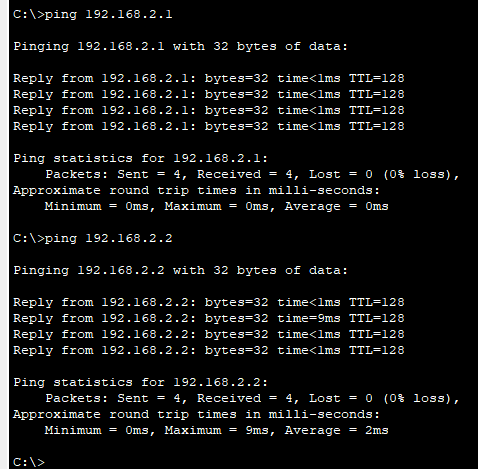 C:\>ping 192.168.2.1
Pinging 192.168.2.1 with 32 bytes of data:
Reply from 192.168.2.1: bytes=32 time<1ms TTL=128
Reply from 192.168.2.1: bytes=32 time<1ms TTL=128
Reply from 192.168.2.1: bytes=32 time<1ms TTL=128
Reply from 192.168.2.1: bytes=32 time<1ms TTL=128
Ping statistics for 192.168.2.1:
Packets: Sent = 4, Received = 4, Lost = 0 (0% loss),
Approximate round trip times in milli-seconds:
Minimum = 0ms, Maximum = 0ms, Average = 0ms
C:\>ping 192.168.2.2
Pinging 192.168.2.2 with 32 bytes of data:
Reply from 192.168.2.2: bytes=32 time<1ms TTL=128
Reply from 192.168.2.2: bytes=32 time=9ms TTL=128
Reply from 192.168.2.2: bytes=32 time<1ms TTL=128
Reply from 192.168.2.2: bytes=32 time<1ms TTL=128
Ping statistics for 192.168.2.2:
Packets: Sent = 4, Received = 4, Lost = 0 (0% loss),
Approximate round trip times in milli-seconds:
Minimum = 0ms, Maximum = 9ms, Average = 2ms
C:\>